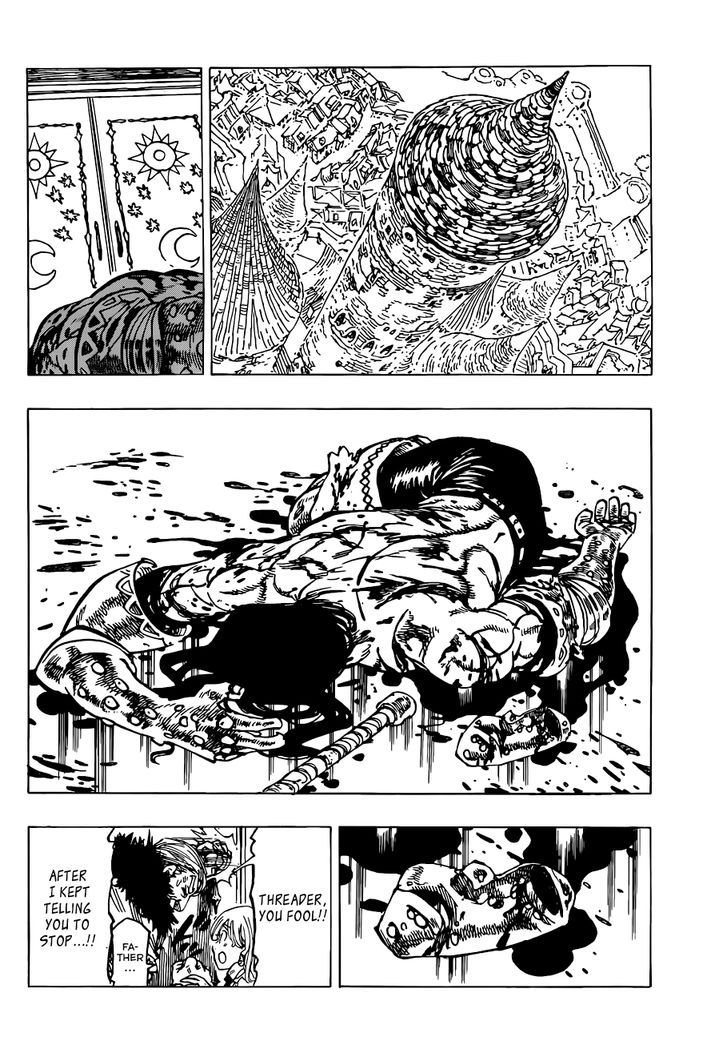 THREADER,
YOU FOOL!!
AFTER
I KEPT
TELLING
YOU TO
STOP...!!
FA-
THER
...